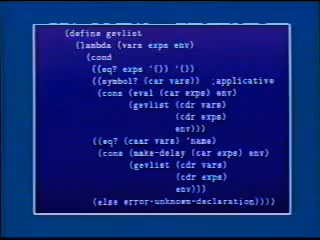 (define gevlist
(lambda (vars exps env)
(cond
((eq? exps '()) '())
((symbol? (car vars)) ;applicative
(cons (eval (car exps) env)
(gevlist (cdr vars)
(cdr exps)
env)))
((eq? (caar vars) 'name)
(cons (make-delay (car exps) env)
(gevlist (cdr vars)
(cdr exps)
env)))
(else error-unknown-declaration))))